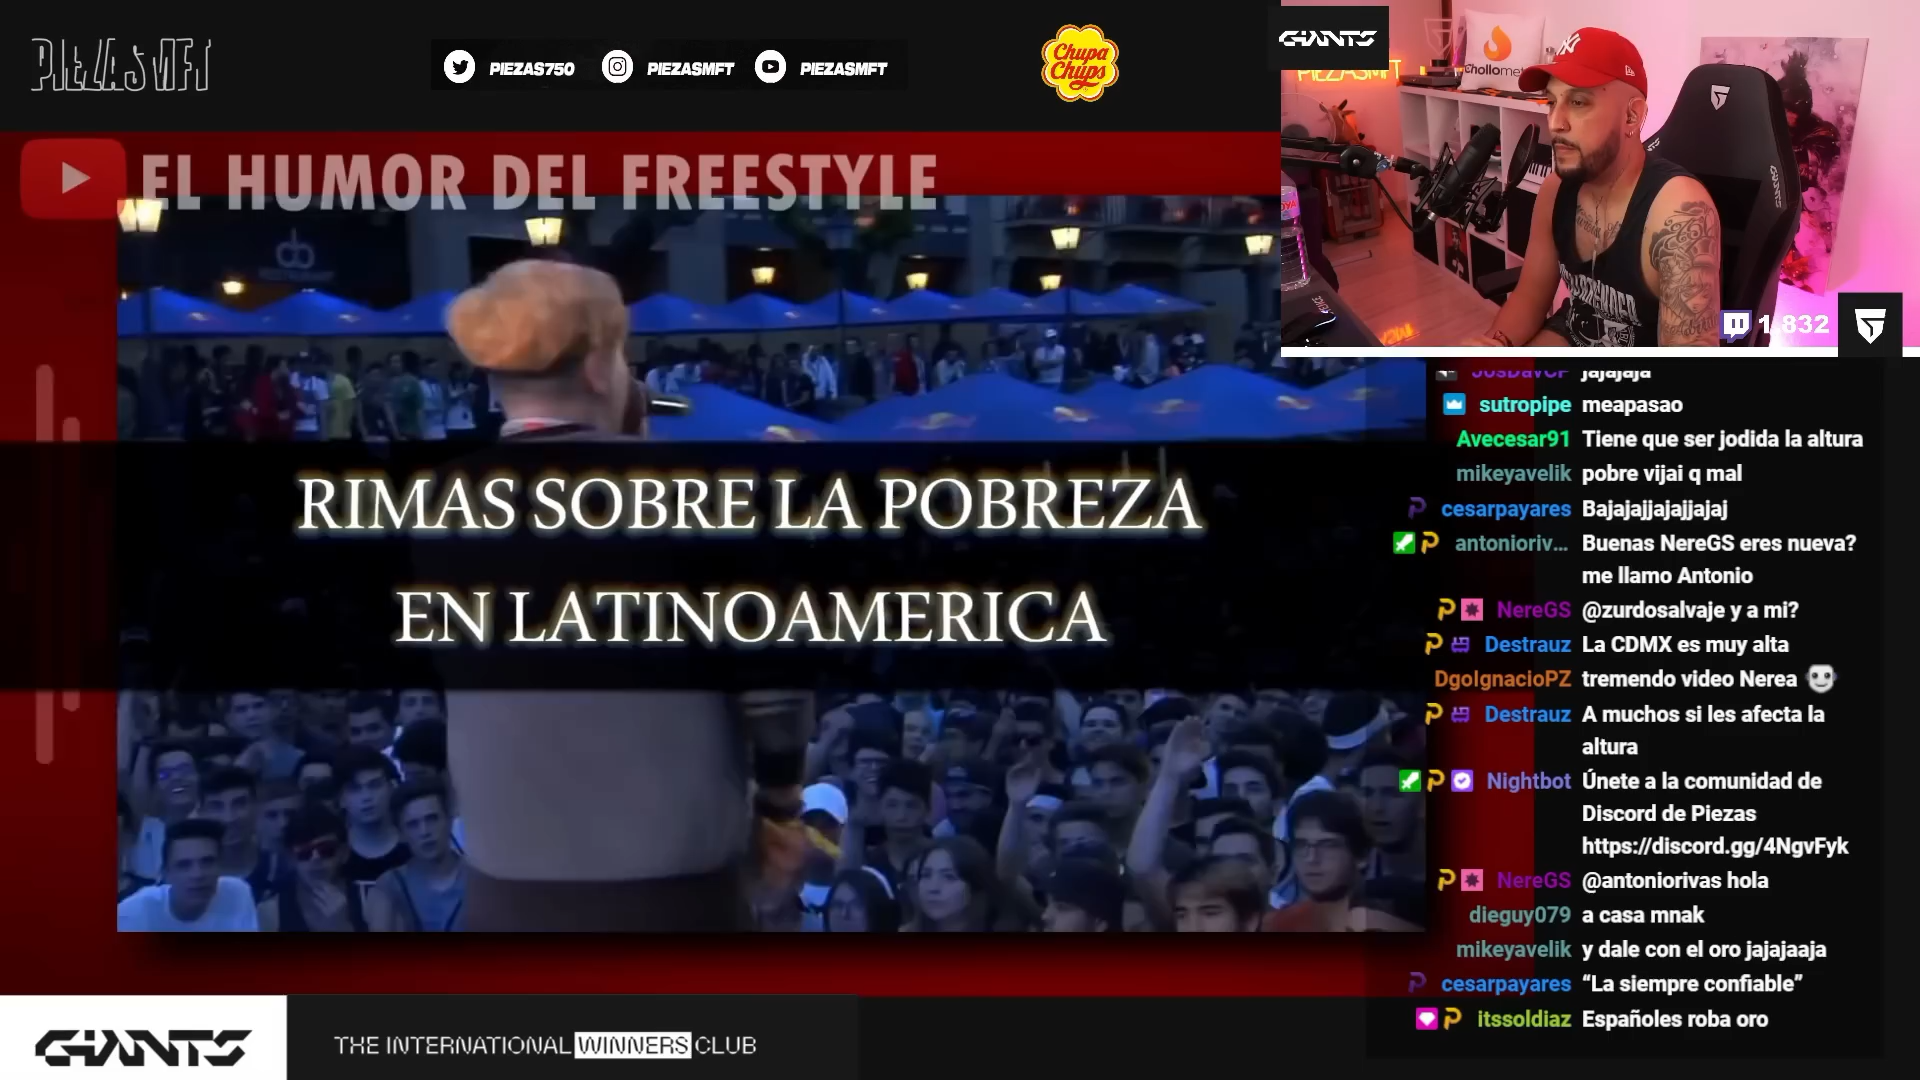 PIEZASMFT
PIEZAS750
PIEZASMFT
PIEZASMFT
Chupa
Chups
GIANTS
PIEZASMFT
Chollomet
EL HUMOR DEL FREESTYLE
1,832
RIMAS SOBRE LA POBREZA
EN LATINOAMERICA
JosDavCP jajajaja
sutropipe meapasao
Avecesar91 Tiene que ser jodida la altura
mikeyavelik pobre vijai q mal
cesarpayares Bajajajjajajjajaj
antonioriv... Buenas NereGS eres nueva?
me llamo Antonio
NereGS @zurdosalvaje y a mi?
Destrauz La CDMX es muy alta
DgoIgnacioPZ tremendo video Nerea
Destrauz A muchos si les afecta la
altura
Nightbot Únete a la comunidad de
Discord de Piezas
https://discord.gg/4NgvFyk
NereGS @antoniorivas hola
dieguy079 a casa mnak
mikeyavelik y dale con el oro jajajaaja
cesarpayares “La siempre confiable”
itssoldiaz Españoles roba oro
GIANTS
THE INTERNATIONAL WINNERS CLUB